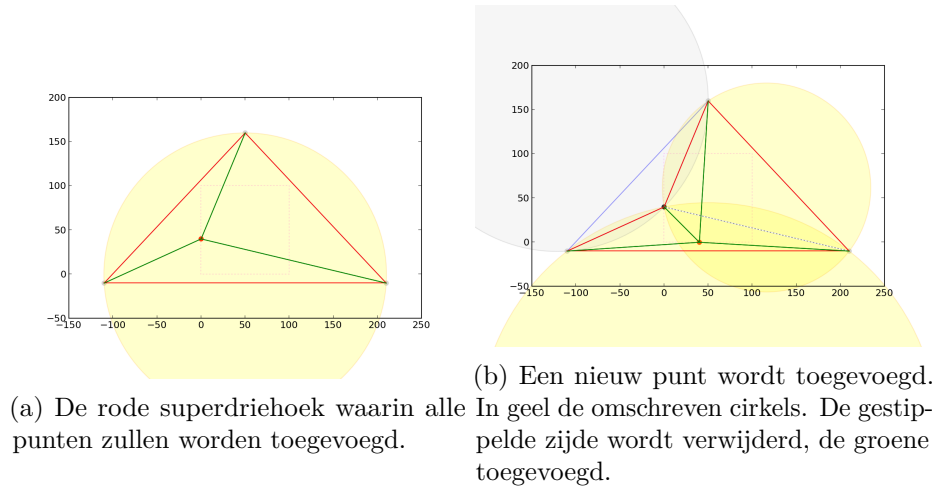 200
150
100
50
0
−50
−150 −100 −50 0 50 100 150 200 250
(a) De rode superdriehoek waarin alle
punten zullen worden toegevoegd.
200
150
100
50
0
−50
−150 −100 −50 0 50 100 150 200 250
(b) Een nieuw punt wordt toegevoegd.
In geel de omschreven cirkels. De gestip-
pelde zijde wordt verwijderd, de groene
toegevoegd.